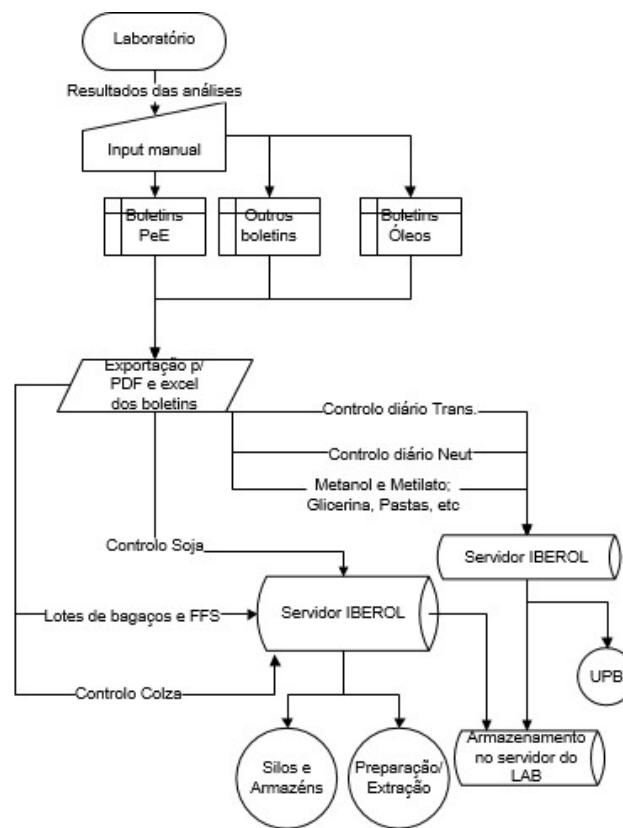 Laboratório
Resultados das análises
Input manual
Boletins
PeE
Outros
boletins
Boletins
Óleos
Exportação p/
PDF e excel
dos boletins
Controlo diário Trans.
Controlo diário Neut
Metanol e Metilato;
Glicerina, Pastas, etc
Controlo Soja
Servidor IBEROL
Lotes de bagaços e FFS
Servidor IBEROL
UPB
Controlo Colza
Silos e
Armazéns
Preparação/
Extração
Armazenamento
no servidor do
LAB